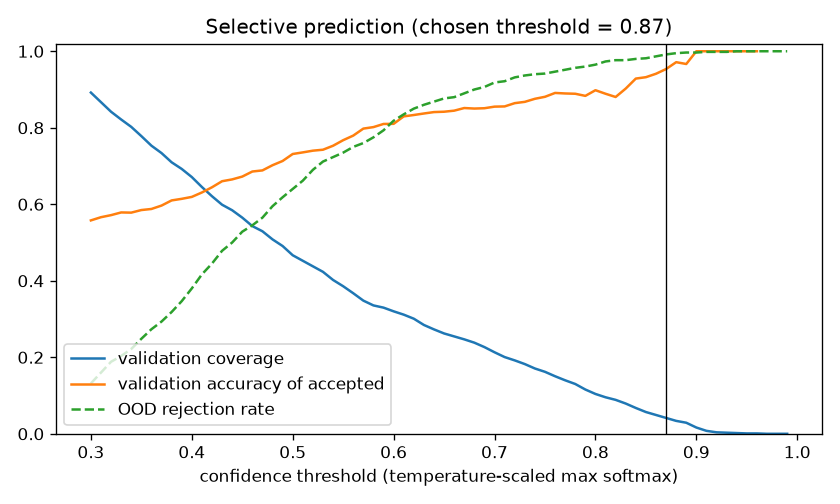 Selective prediction (chosen threshold = 0.87)
1.0
0.8
0.6
0.4
0.2
0.0
validation coverage
validation accuracy of accepted
OOD rejection rate
0.3 0.4 0.5 0.6 0.7 0.8 0.9 1.0
confidence threshold (temperature-scaled max softmax)